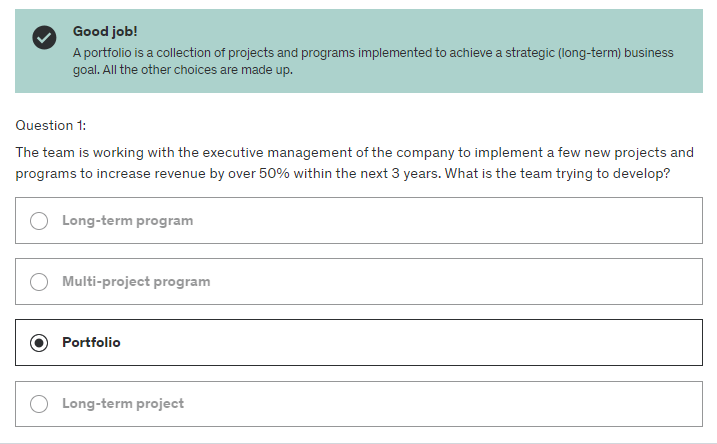 Good job!
A portfolio is a collection of projects and programs implemented to achieve a strategic (long-term) business
goal. All the other choices are made up.
Question 1:
The team is working with the executive management of the company to implement a few new projects and
programs to increase revenue by over 50% within the next 3 years. What is the team trying to develop?
Long-term program
Multi-project program
Portfolio
Long-term project